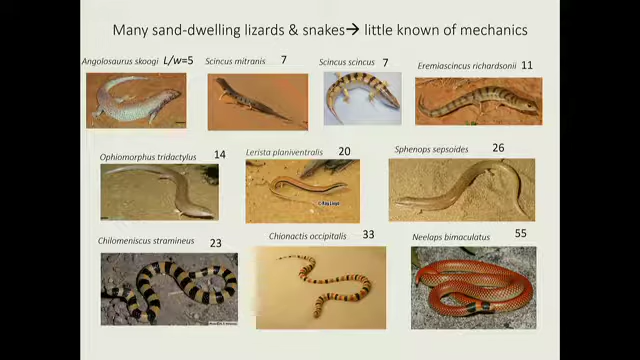 Many sand-dwelling lizards & snakes→ little known of mechanics
Angolosaurus skoogi L/w=5
Scincus mitranis 7
Scincus scincus 7
Eremiascincus richardsonii 11
Ophiomorphus tridactylus 14
Lerista planiventralis 20
Sphenops sepsoides 26
Chilomeniscus stramineus 23
Chionactis occipitalis 33
Neelaps bimaculatus 55